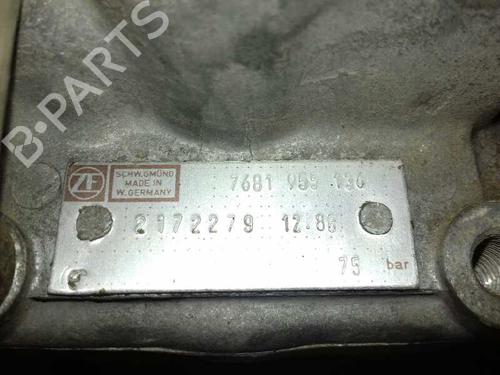 B-PARTS
ZF
SCHW.GMÜND
MADE IN
W.GERMANY
7681 955 136
2172279 12.86
75 bar